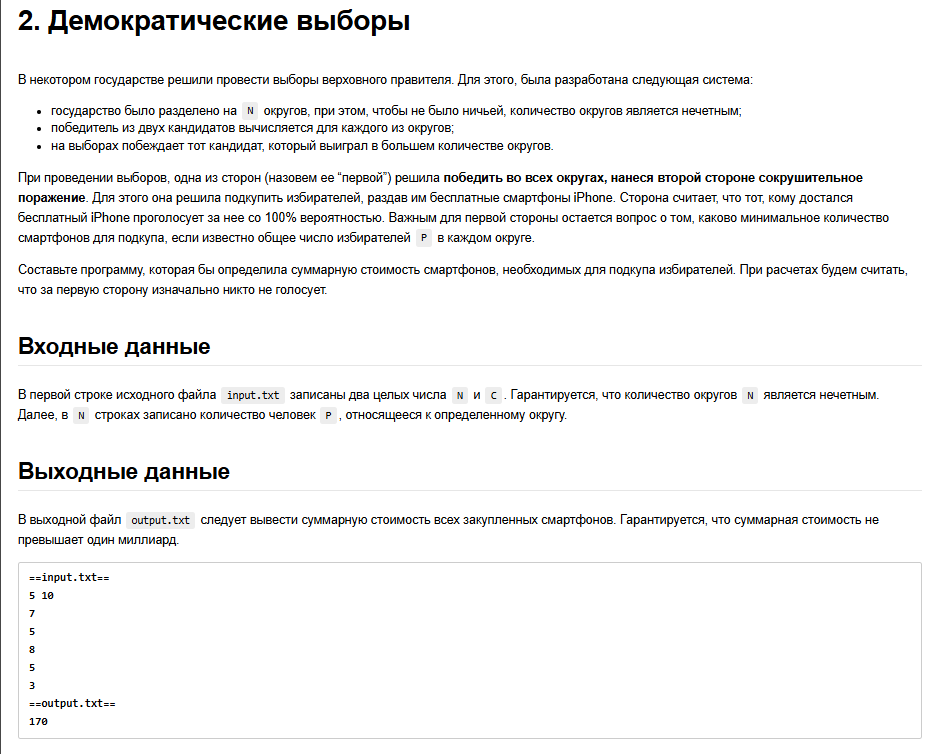 2. Демократические выборы
В некотором государстве решили провести выборы верховного правителя. Для этого, была разработана следующая система:
• государство было разделено на N округов, при этом, чтобы не было ничьей, количество округов является нечетным;
• победитель из двух кандидатов вычисляется для каждого из округов;
• на выборах побеждает тот кандидат, который выиграл в большем количестве округов.
При проведении выборов, одна из сторон (назовем ее “первой”) решила победить во всех округах, нанеся второй стороне сокрушительное
поражение. Для этого она решила подкупить избирателей, раздав им бесплатные смартфоны iPhone. Сторона считает, что тот, кому достался
бесплатный iPhone проголосует за нее со 100% вероятностью. Важным для первой стороны остается вопрос о том, каково минимальное количество
смартфонов для подкупа, если известно общее число избирателей P в каждом округе.
Составьте программу, которая бы определила суммарную стоимость смартфонов, необходимых для подкупа избирателей. При расчетах будем считать,
что за первую сторону изначально никто не голосует.
Входные данные
В первой строке исходного файла input.txt записаны два целых числа N и C. Гарантируется, что количество округов N является нечетным.
Далее, в N строках записано количество человек P, относящееся к определенному округу.
Выходные данные
В выходной файл output.txt следует вывести суммарную стоимость всех закупленных смартфонов. Гарантируется, что суммарная стоимость не
превышает один миллиард.
==input.txt==
5 10
7
5
8
5
3
==output.txt==
170